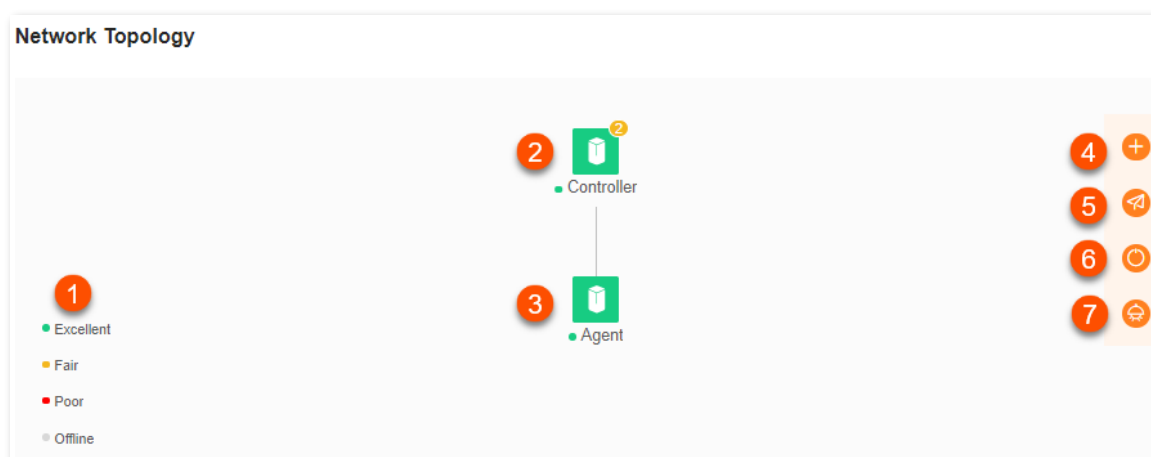 Network Topology
2
2
Controller
4
5
6
1
3
7
Excellent
Agent
Fair
Poor
Offline